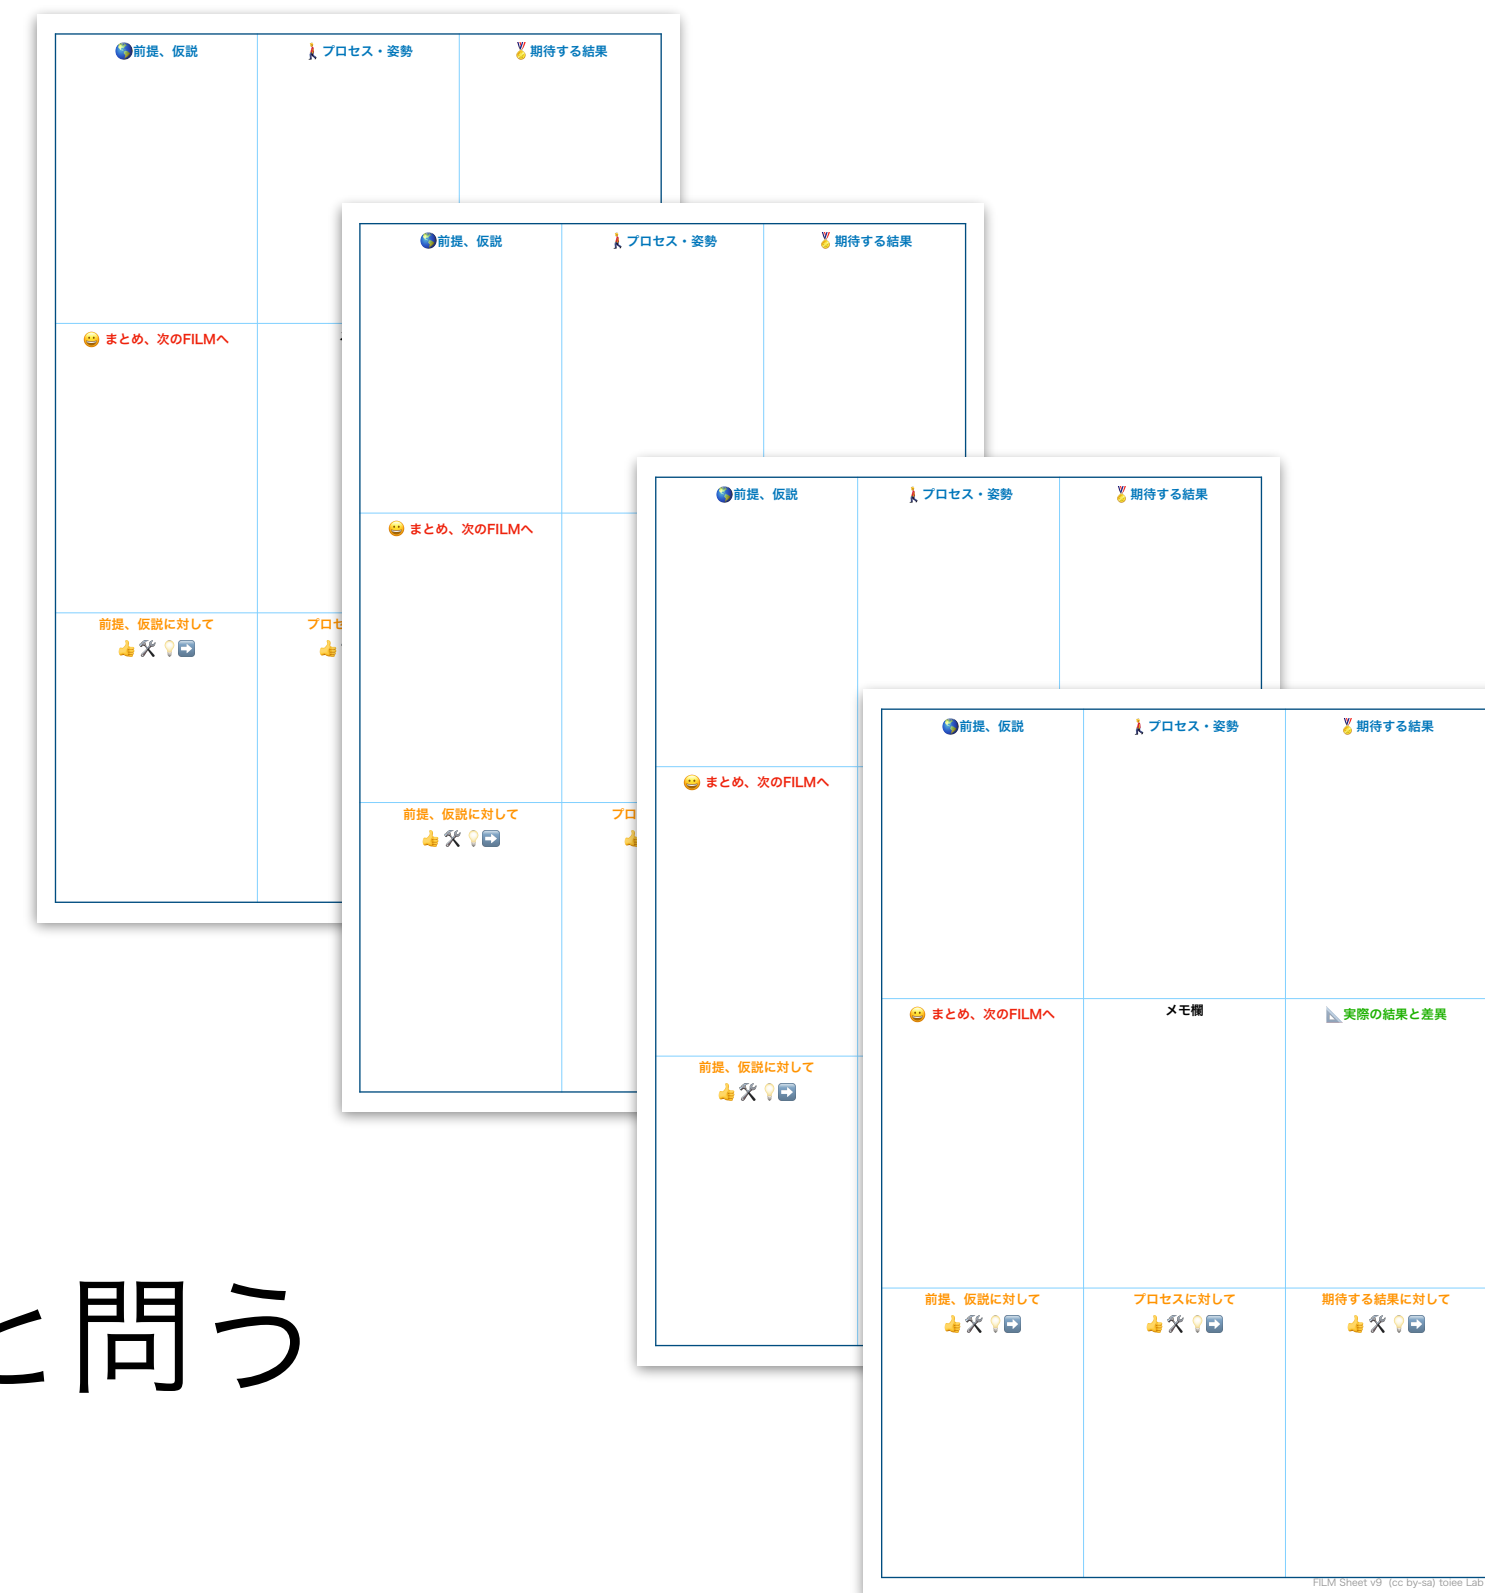 🌎前提、仮説
🚶プロセス・姿勢
🏅期待する結果
😀 まとめ、次のFILMへ
前提、仮説に対して
👍🛠💡➡️
プロセ
👍
🌎前提、仮説
🚶プロセス・姿勢
🏅期待する結果
😀 まとめ、次のFILMへ
前提、仮説に対して
👍🛠💡➡️
プロ
🌎前提、仮説
🚶プロセス・姿勢
🏅期待する結果
😀 まとめ、次のFILMへ
前提、仮説に対して
👍🛠💡➡️
🌎前提、仮説
🚶プロセス・姿勢
🏅期待する結果
😀 まとめ、次のFILMへ
メモ欄
📐実際の結果と差異
前提、仮説に対して
👍🛠💡➡️
プロセスに対して
👍🛠💡➡️
期待する結果に対して
👍🛠💡➡️
FILM Sheet v9 (cc by-sa) toiee Lab
と問う